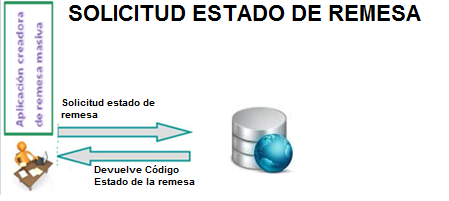 SOLICITUD ESTADO DE REMESA
Aplicación creadora
de remesa masiva
Solicitud estado de
remesa
Devuelve Código
Estado de la remesa